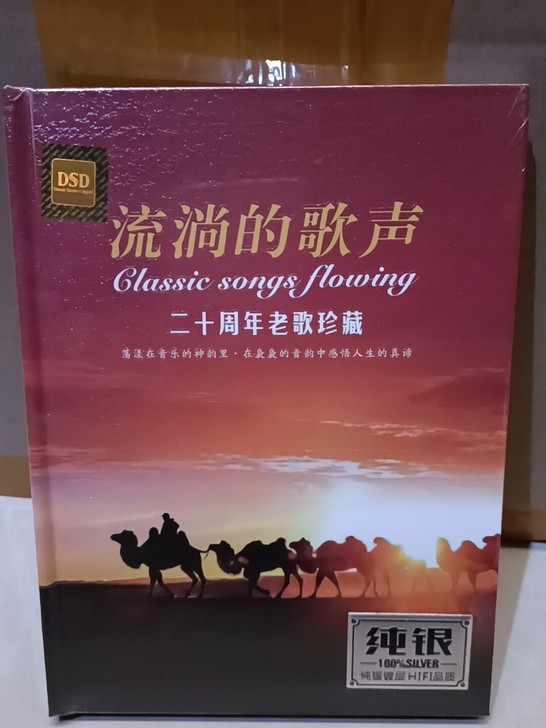 DSD
流淌的歌声
Classic songs flowing
二十周年老歌珍藏
荡漾在音乐的神韵里·在袅袅的音韵中感悟人生的真谛
纯银
100%SILVER
纯银镀层HIFI品质